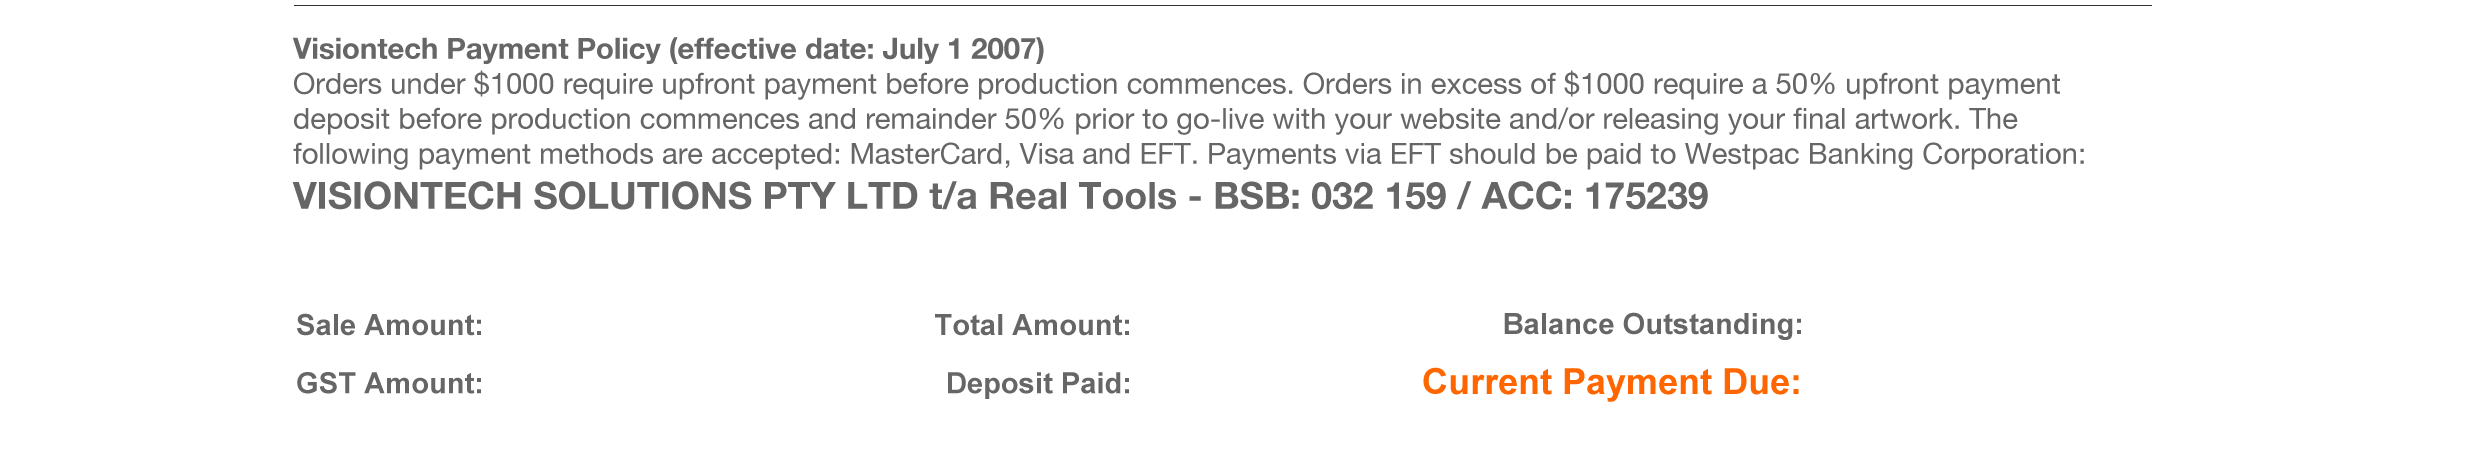 Visiontech Payment Policy (effective date: July 1 2007)
Orders under $1000 require upfront payment before production commences. Orders in excess of $1000 require a 50% upfront payment
deposit before production commences and remainder 50% prior to go-live with your website and/or releasing your final artwork. The
following payment methods are accepted: MasterCard, Visa and EFT. Payments via EFT should be paid to Westpac Banking Corporation:
VISIONTECH SOLUTIONS PTY LTD t/a Real Tools - BSB: 032 159 / ACC: 175239
Sale Amount: Total Amount: Balance Outstanding:
GST Amount: Deposit Paid: Current Payment Due: